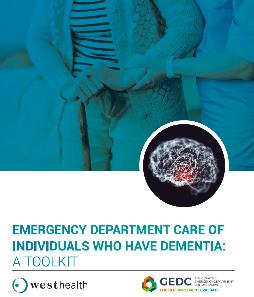 EMERGENCY DEPARTMENT CARE OF
INDIVIDUALS WHO HAVE DEMENTIA:
A TOOLKIT
westhealth
GEDC